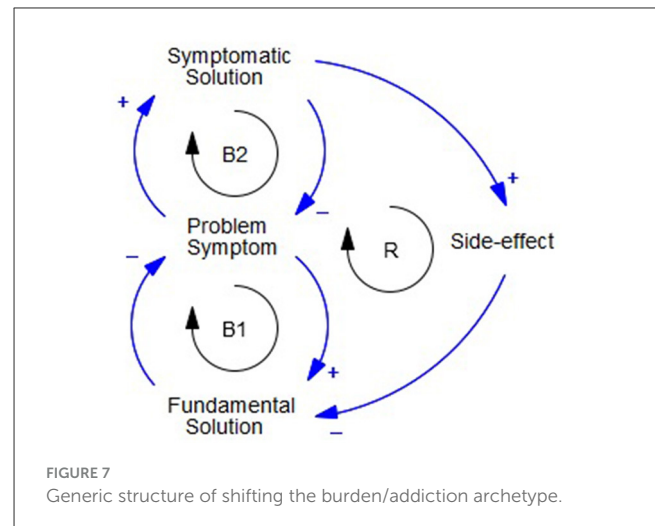 Symptomatic
Solution
+
+
B2
–
Problem
Symptom
–
R
Side-effect
B1
+
Fundamental
Solution
–
FIGURE 7
Generic structure of shifting the burden/addiction archetype.